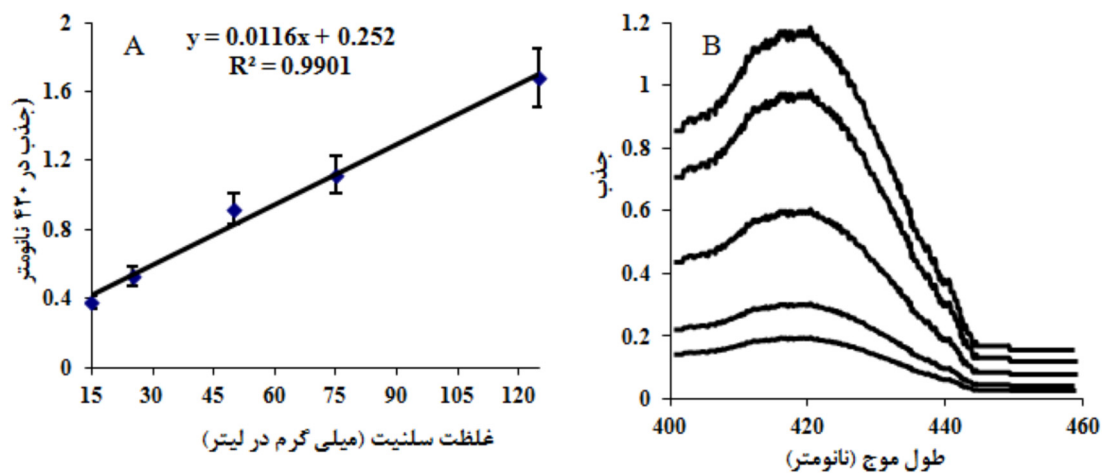 A
y = 0.0116x + 0.252
R² = 0.9901
2
1.6
1.2
0.8
0.4
0
15 30 45 60 75 90 105 120
جذب در ۴۲۰ نانومتر)
غلظت سلنیت (میلی گرم در لیتر)
B
1.2
1
0.8
0.6
0.4
0.2
0
400 420 440 460
جذب
طول موج (نانومتر)